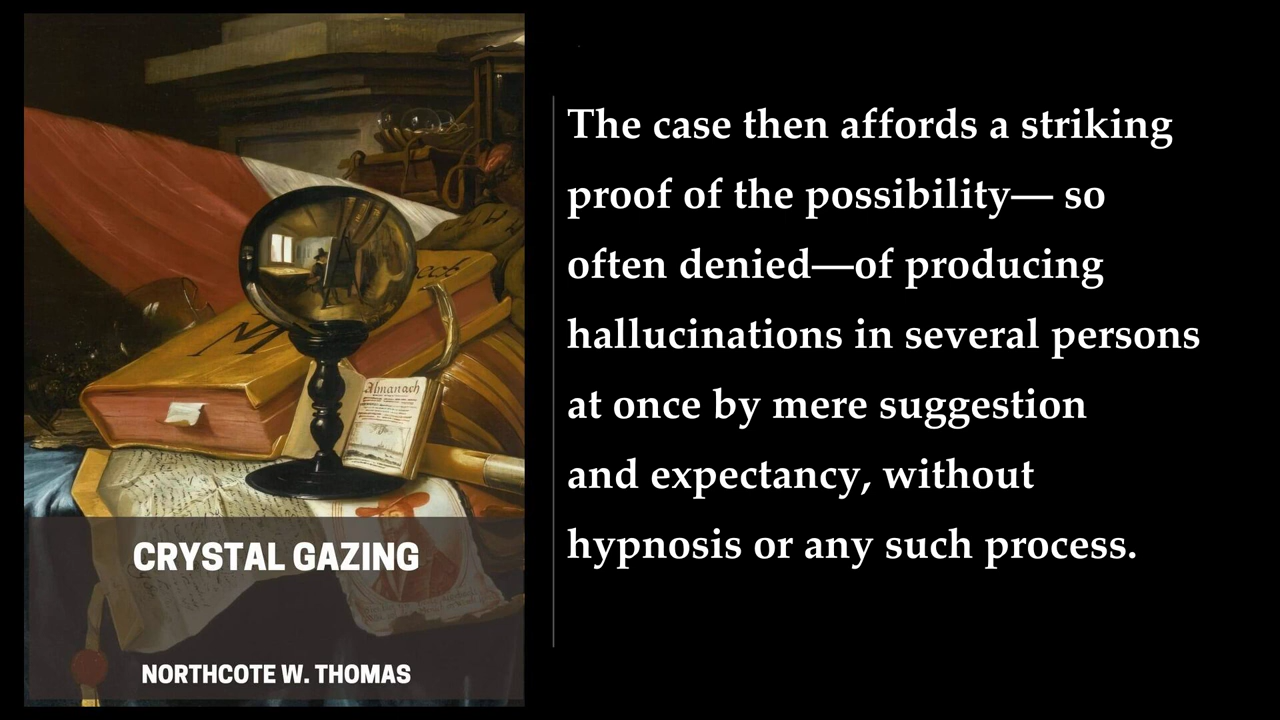 M
Almanach
CRYSTAL GAZING
NORTHCOTE W. THOMAS
The case then affords a striking
proof of the possibility— so
often denied—of producing
hallucinations in several persons
at once by mere suggestion
and expectancy, without
hypnosis or any such process.